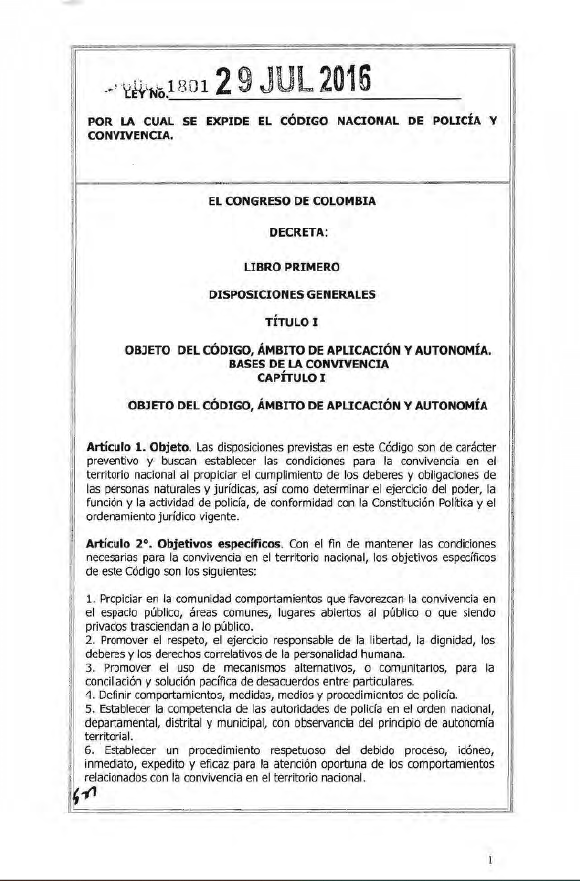 LEY No. 1801 29 JUL 2016
POR LA CUAL SE EXPIDE EL CÓDIGO NACIONAL DE POLICÍA Y
CONVIVENCIA.
EL CONGRESO DE COLOMBIA
DECRETA:
LIBRO PRIMERO
DISPOSICIONES GENERALES
TÍTULO I
OBJETO DEL CÓDIGO, ÁMBITO DE APLICACIÓN Y AUTONOMÍA.
BASES DE LA CONVIVENCIA
CAPÍTULO I
OBJETO DEL CÓDIGO, ÁMBITO DE APLICACIÓN Y AUTONOMÍA
Artículo 1. Objeto. Las disposiciones previstas en este Código son de carácter
preventivo y buscan establecer las condiciones para la convivencia en el
territorio nacional al propiciar el cumplimiento de los deberes y obligaciones de
las personas naturales y jurídicas, así como determinar el ejercicio del poder, la
función y la actividad de policía, de conformidad con la Constitución Política y el
ordenamiento jurídico vigente.
Artículo 2º. Objetivos específicos. Con el fin de mantener las condiciones
necesarias para la convivencia en el territorio nacional, los objetivos específicos
de este Código son los siguientes:
1. Propiciar en la comunidad comportamientos que favorezcan la convivencia en
el espacio público, áreas comunes, lugares abiertos al público o que siendo
privados trasciendan a lo público.
2. Promover el respeto, el ejercicio responsable de la libertad, la dignidad, los
deberes y los derechos correlativos de la personalidad humana.
3. Promover el uso de mecanismos alternativos, o comunitarios, para la
conciliación y solución pacífica de desacuerdos entre particulares.
4. Definir comportamientos, medidas, medios y procedimientos de policía.
5. Establecer la competencia de las autoridades de policía en el orden nacional,
departamental, distrital y municipal, con observancia del principio de autonomía
territorial.
6. Establecer un procedimiento respetuoso del debido proceso, idóneo,
inmediato, expedito y eficaz para la atención oportuna de los comportamientos
relacionados con la convivencia en el territorio nacional.
1